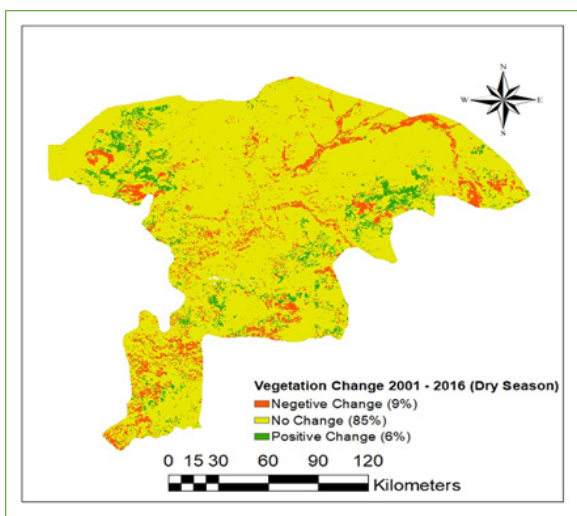 N
W E
S
Vegetation Change 2001 - 2016 (Dry Season)
Negetive Change (9%)
No Change (85%)
Positive Change (6%)
0 15 30 60 90 120
Kilometers